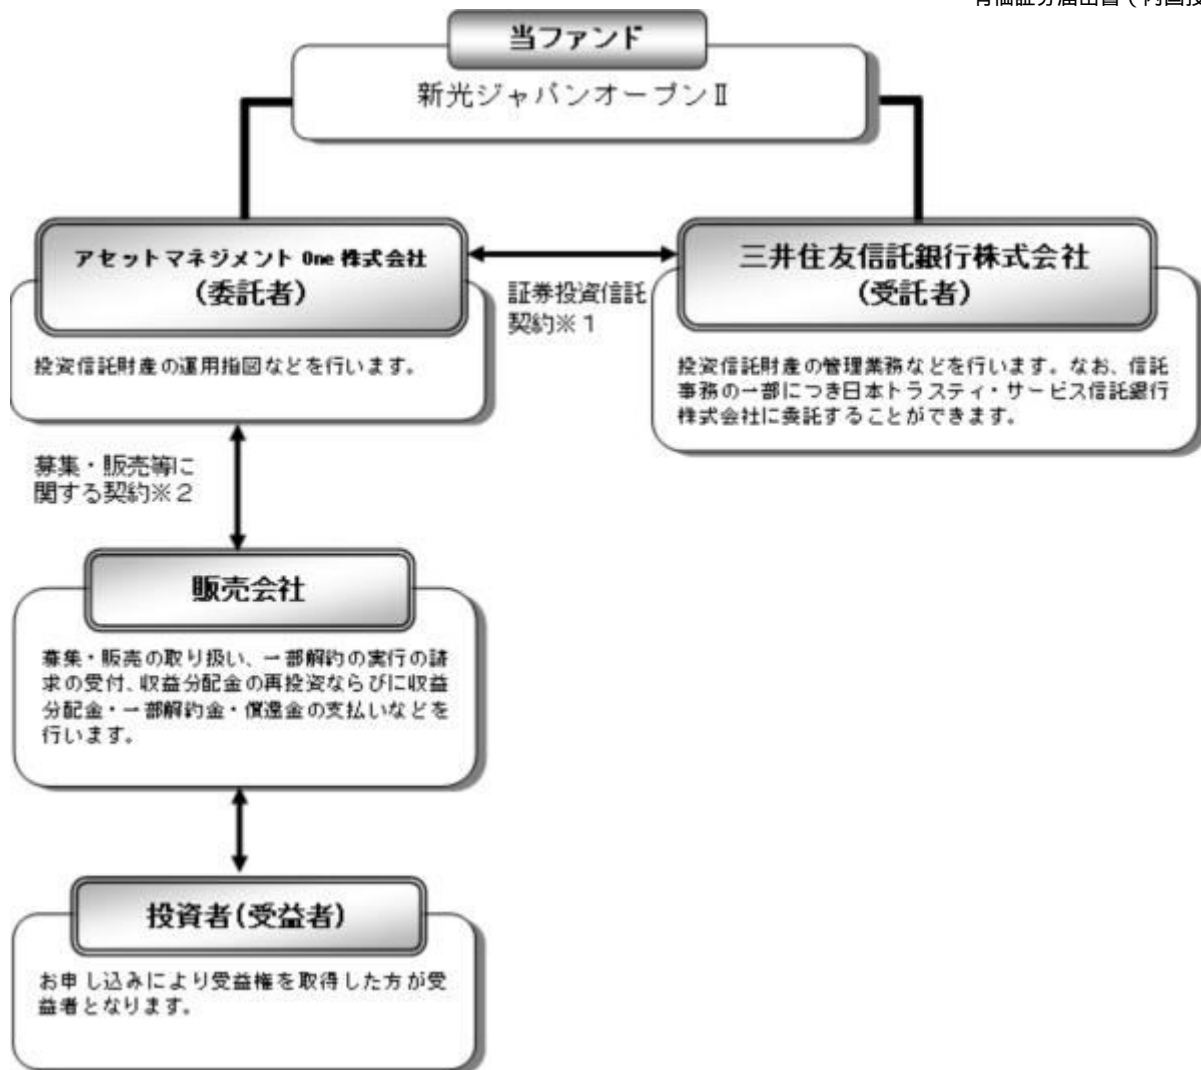 有価証券届出書(内国投
当ファンド
新光ジャパンオープンⅡ
アセットマネジメント One 株式会社
(委託者)
投資信託財産の運用指図などを行います。
証券投資信託
契約※1
三井住友信託銀行株式会社
(受託者)
投資信託財産の管理業務などを行います。なお、信託
事務の一部につき日本トラスティ・サービス信託銀行
株式会社に委託することができます。
募集・販売等に
関する契約※2
販売会社
募集・販売の取り扱い、一部解約の実行の請
求の受付、収益分配金の再投資ならびに収益
分配金・一部解約金・償還金の支払いなどを
行います。
投資者(受益者)
お申し込みにより受益権を取得した方が受
益者となります。